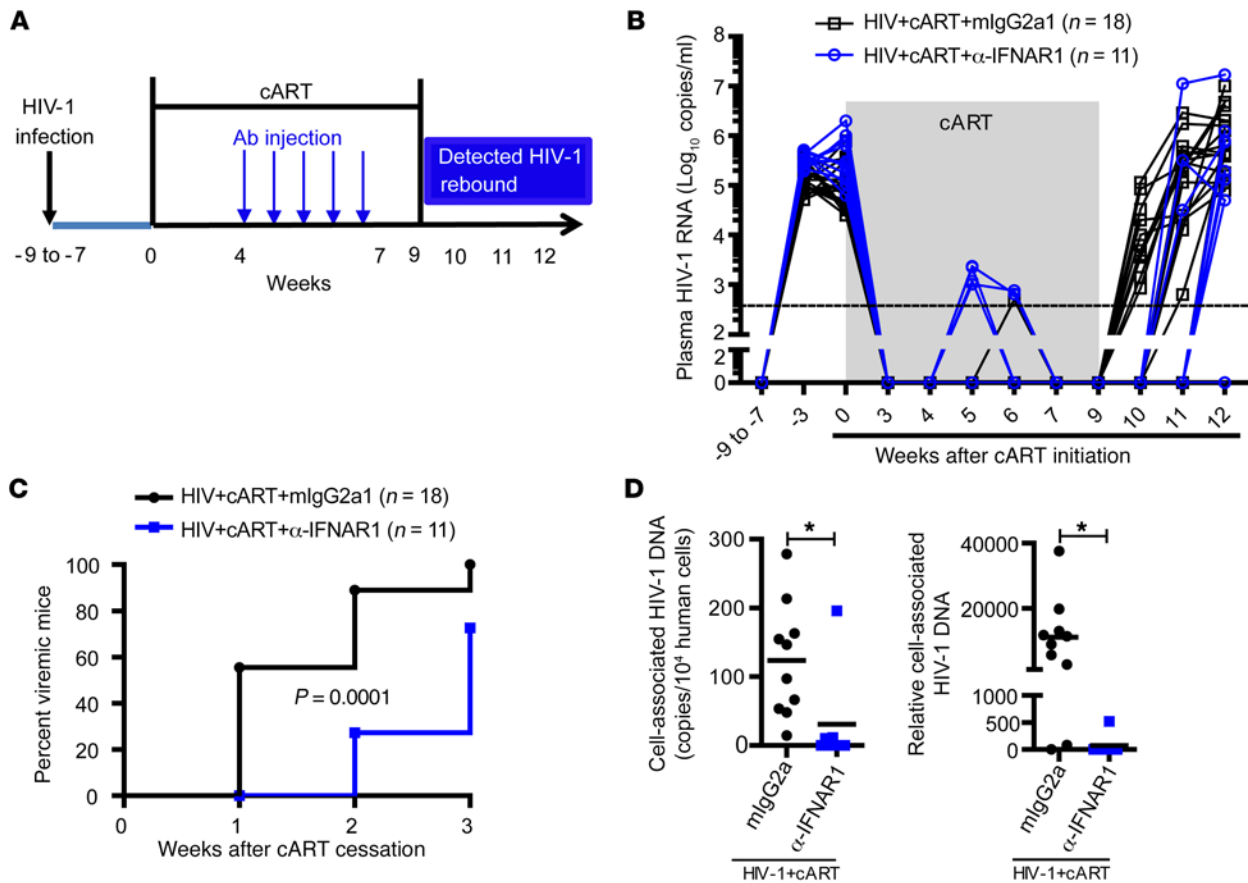 A
HIV-1
infection
cART
Ab injection
Detected HIV-1
rebound
-9 to -7
0
4
7
9
10
11
12
Weeks
B
HIV+cART+mIgG2a1 (n = 18)
HIV+cART+α-IFNAR1 (n = 11)
Plasma HIV-1 RNA (Log10 copies/ml)
8
7
6
5
4
3
2
2
0
cART
-9 to -7
-3
0
3
4
5
6
7
9
10
11
12
Weeks after cART initiation
C
HIV+cART+mIgG2a1 (n = 18)
HIV+cART+α-IFNAR1 (n = 11)
Percent viremic mice
100
80
60
40
20
0
P = 0.0001
0
1
2
3
Weeks after cART cessation
D
Cell-associated HIV-1 DNA
(copies/10⁴ human cells)
300
200
100
0
*
mIgG2a
α-IFNAR1
HIV-1+cART
Relative cell-associated
HIV-1 DNA
40000
20000
1000
500
0
*
mIgG2a
α-IFNAR1
HIV-1+cART